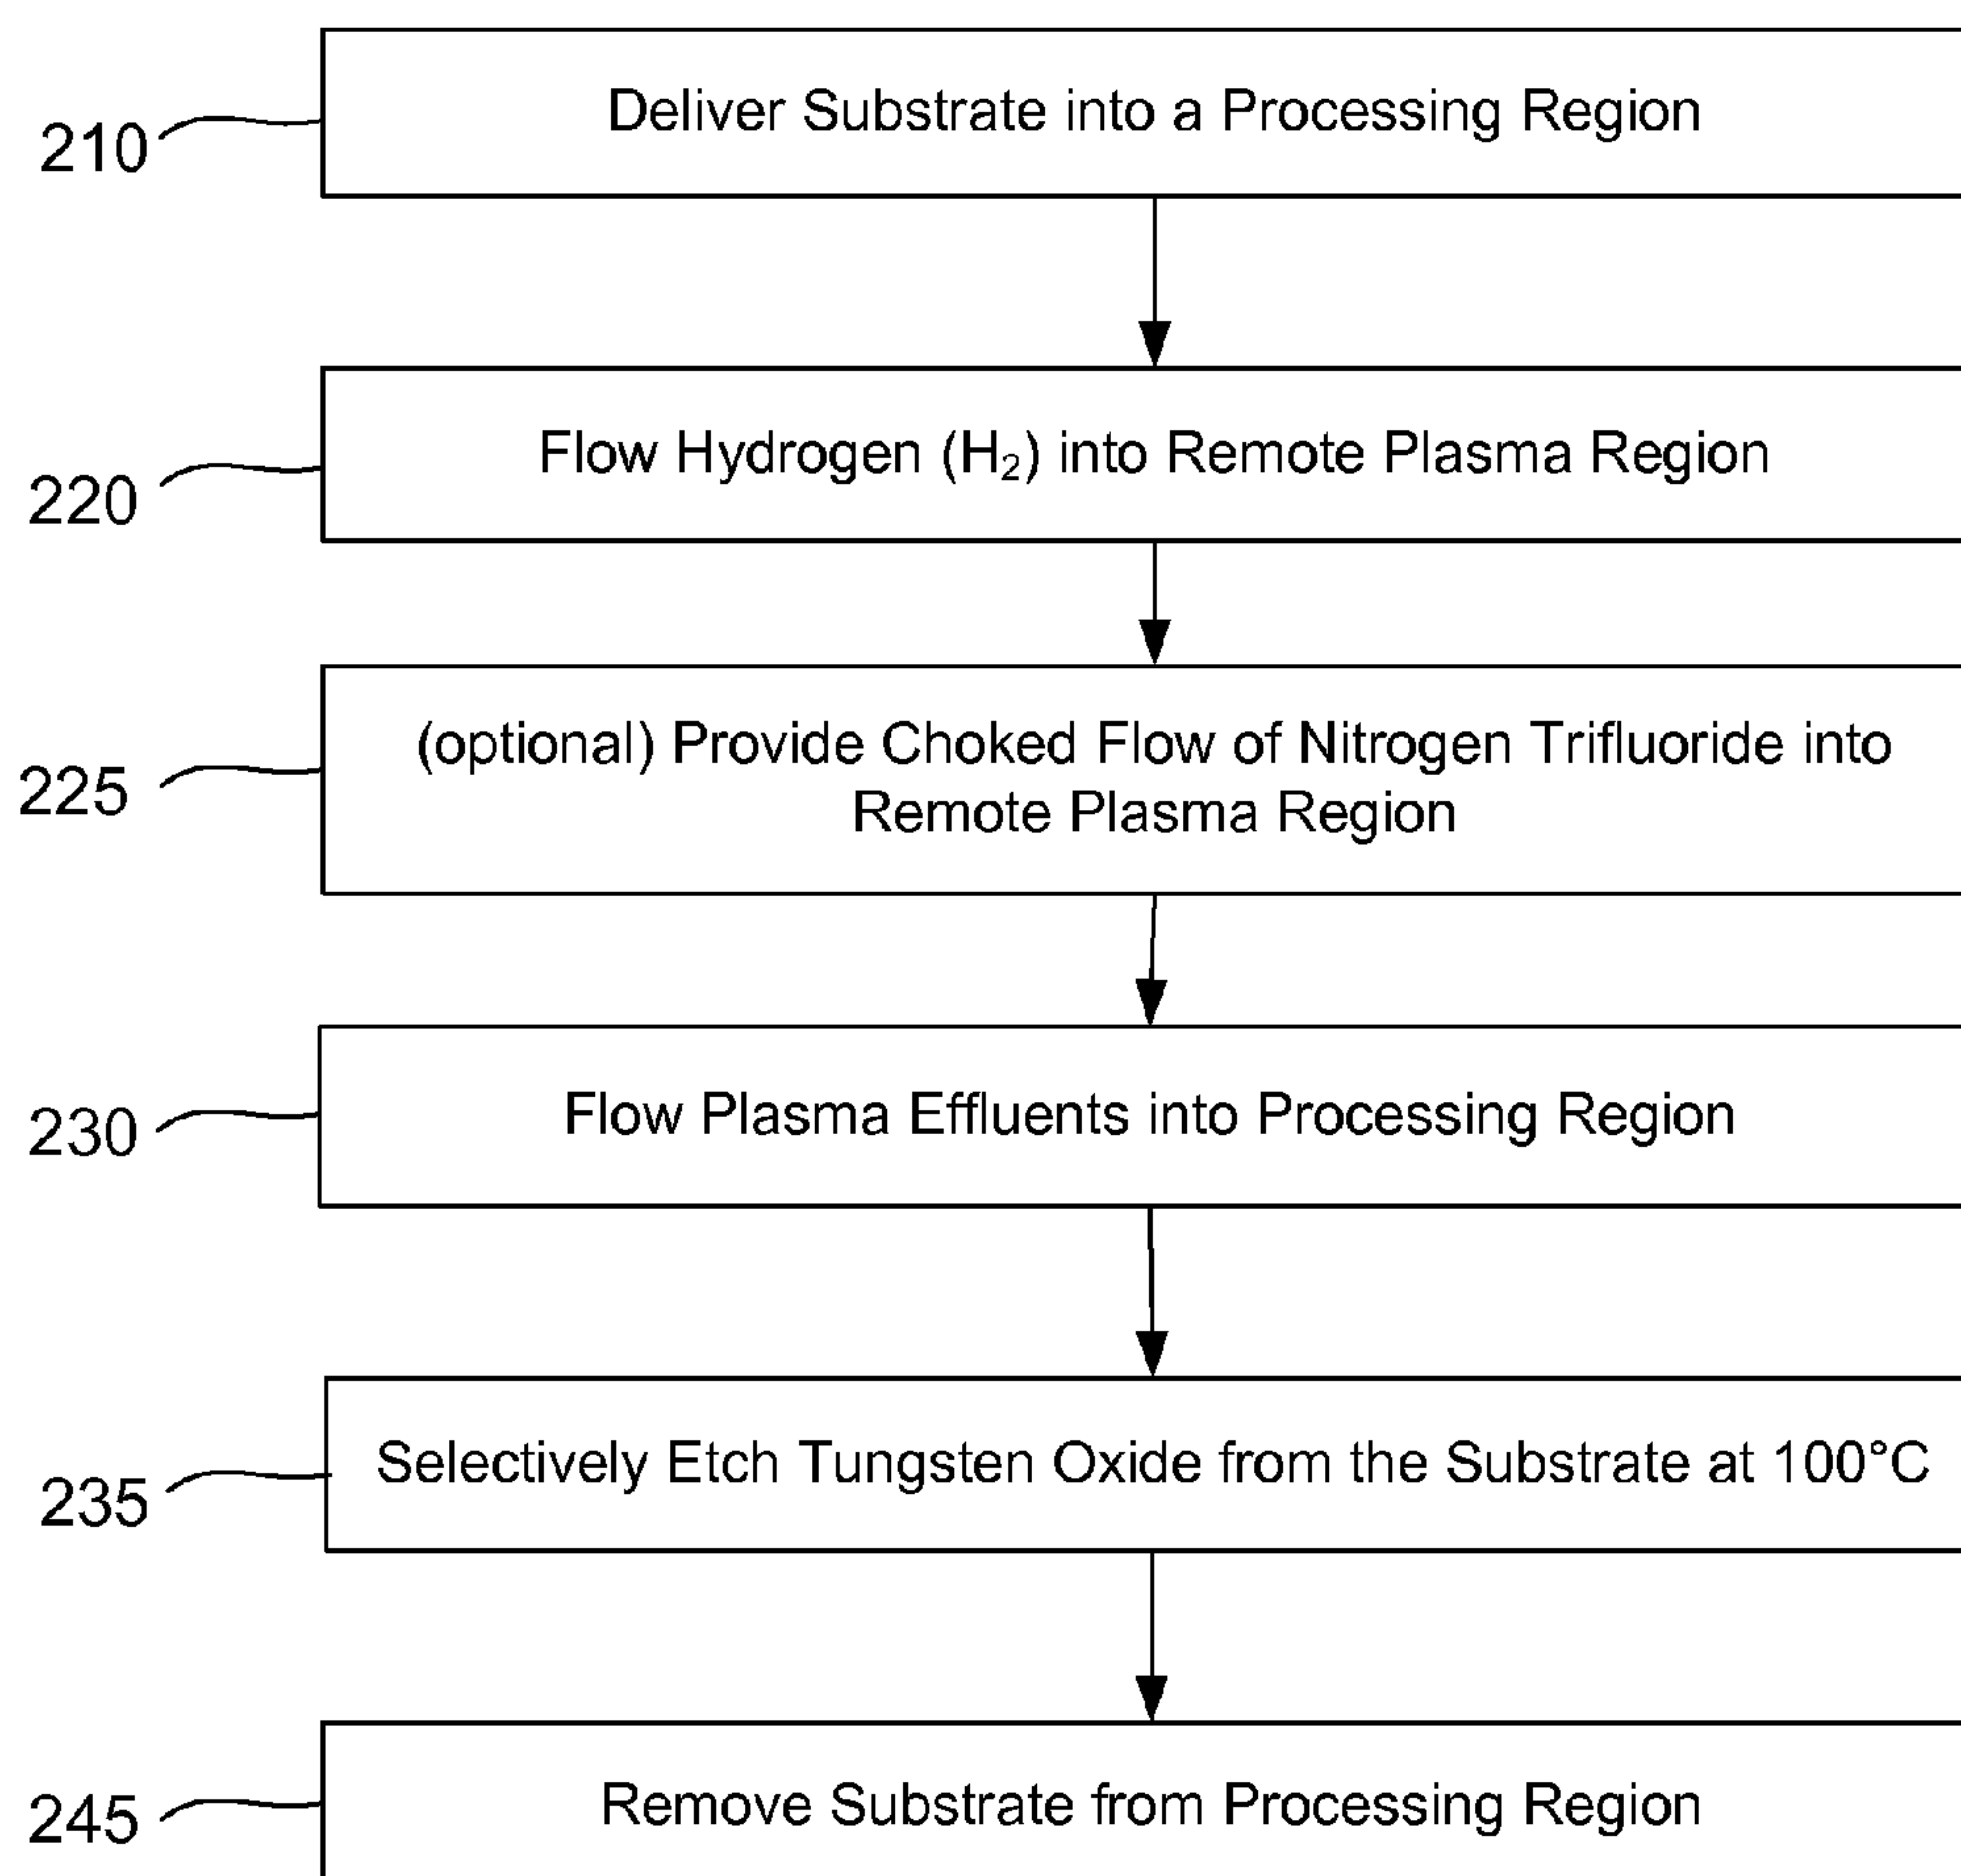 210
Deliver Substrate into a Processing Region
220
Flow Hydrogen (H₂) into Remote Plasma Region
225
(optional) Provide Choked Flow of Nitrogen Trifluoride into
Remote Plasma Region
230
Flow Plasma Effluents into Processing Region
235
Selectively Etch Tungsten Oxide from the Substrate at 100°C
245
Remove Substrate from Processing Region